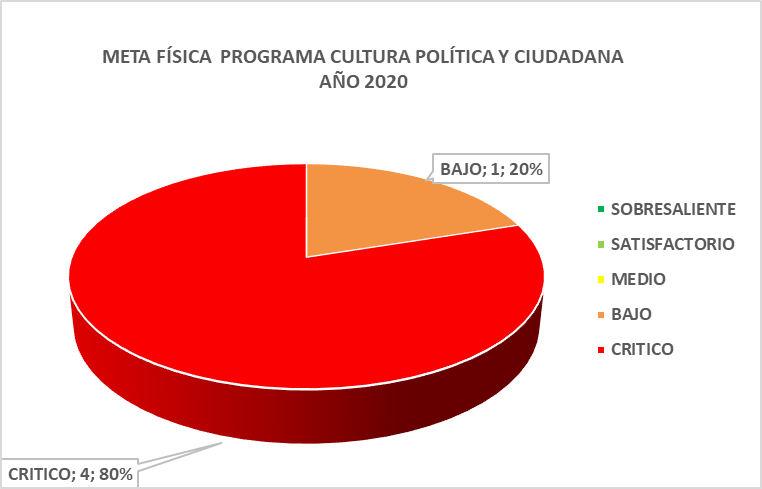 META FÍSICA PROGRAMA CULTURA POLÍTICA Y CIUDADANA
AÑO 2020
BAJO; 1; 20%
SOBRESALIENTE
SATISFACTORIO
MEDIO
BAJO
CRITICO
CRITICO; 4; 80%